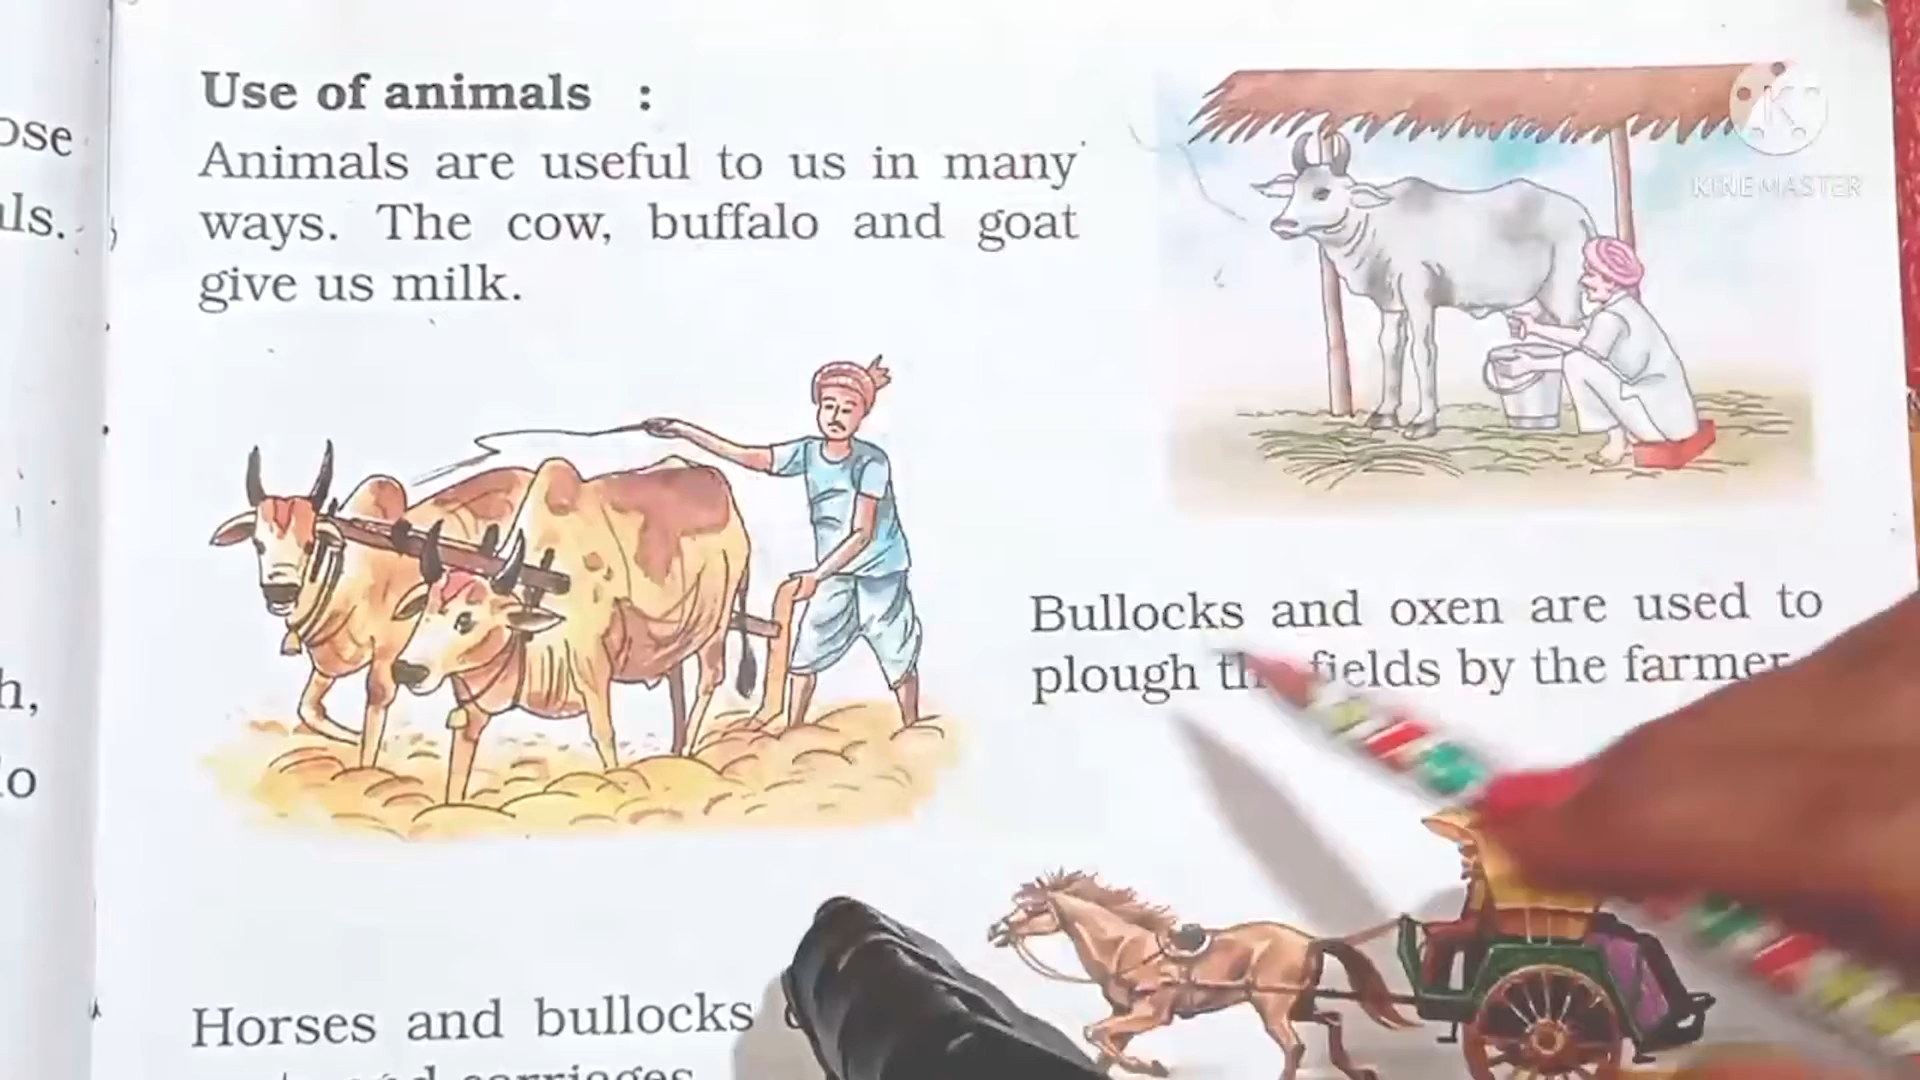 Use of animals :
Animals are useful to us in many
ways. The cow, buffalo and goat
give us milk.
Bullocks and oxen are used to
plough fields by the farmer
Horses and bullocks
carriages
KINEMASTER